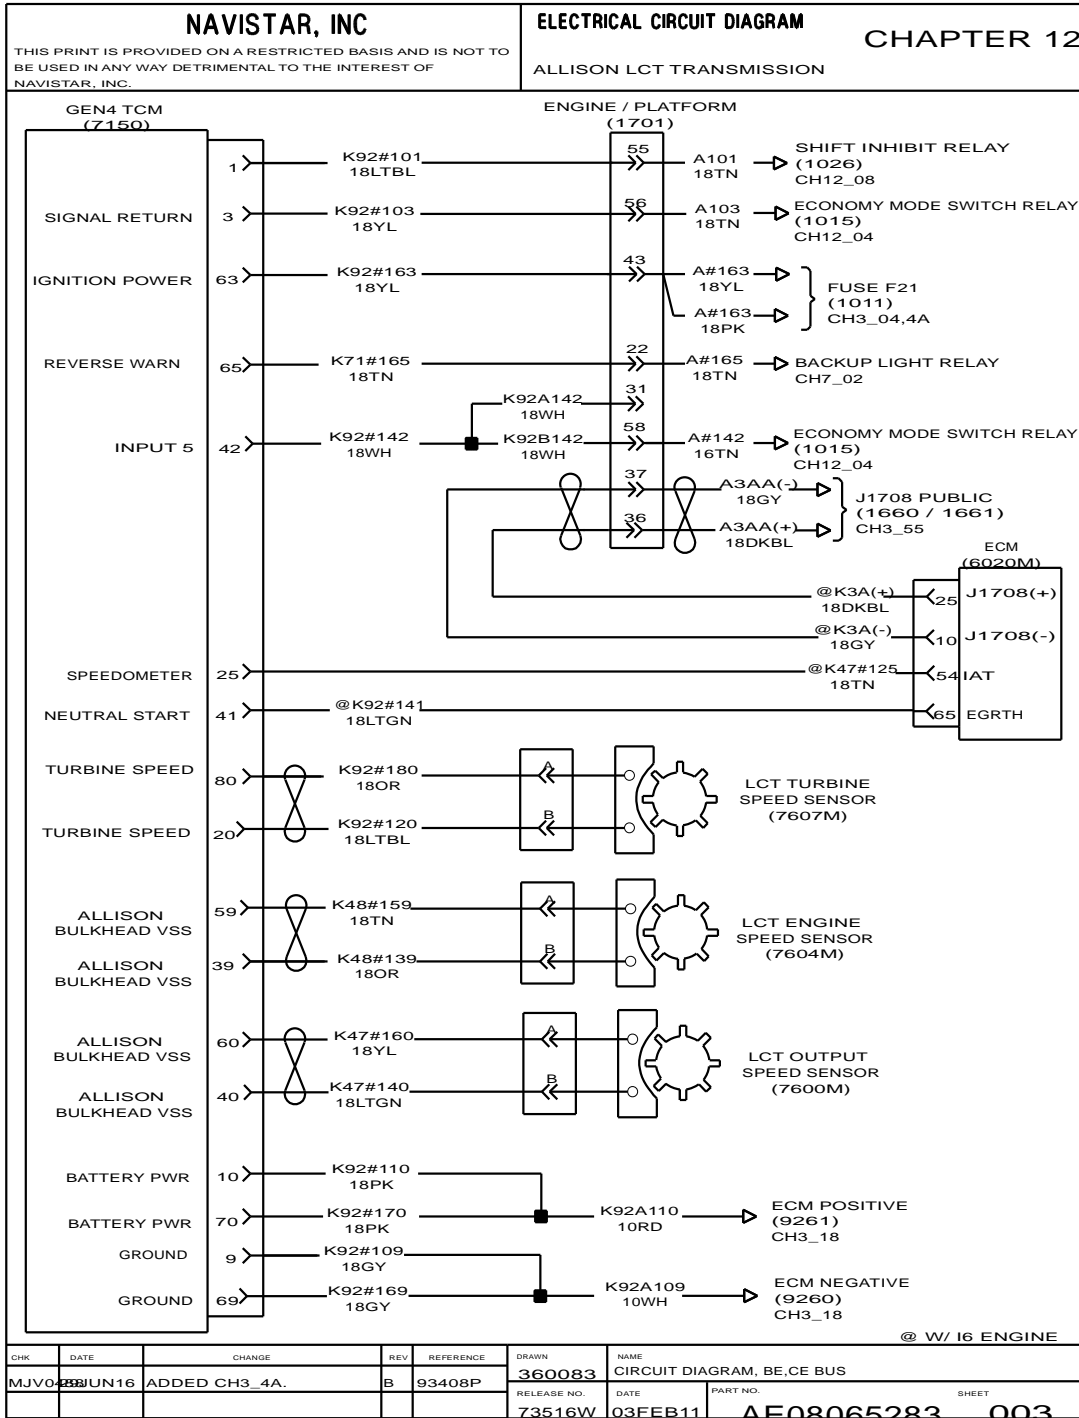 NAVISTAR, INC
THIS PRINT IS PROVIDED ON A RESTRICTED BASIS AND IS NOT TO
BE USED IN ANY WAY DETRIMENTAL TO THE INTEREST OF
NAVISTAR, INC.
ELECTRICAL CIRCUIT DIAGRAM
ALLISON LCT TRANSMISSION
CHAPTER 12
GEN4 TCM
(7150)
ENGINE / PLATFORM
(1701)
1
K92#101
18LTBL
55
A101
18TN
SHIFT INHIBIT RELAY
(1026)
CH12_08
SIGNAL RETURN
3
K92#103
18YL
56
A103
18TN
ECONOMY MODE SWITCH RELAY
(1015)
CH12_04
IGNITION POWER
63
K92#163
18YL
43
A#163
18YL
A#163
18PK
FUSE F21
(1011)
CH3_04,4A
REVERSE WARN
65
K71#165
18TN
22
A#165
18TN
BACKUP LIGHT RELAY
CH7_02
K92A142
18WH
31
INPUT 5
42
K92#142
18WH
K92B142
18WH
58
A#142
16TN
ECONOMY MODE SWITCH RELAY
(1015)
CH12_04
37
A3AA(-)
18GY
36
A3AA(+)
18DKBL
J1708 PUBLIC
(1660 / 1661)
CH3_55
ECM
(6020M)
@K3A(+)
18DKBL
25
J1708(+)
@K3A(-)
18GY
10
J1708(-)
SPEEDOMETER
25
@K47#125
18TN
54
IAT
NEUTRAL START
41
@K92#141
18LTGN
65
EGRTH
TURBINE SPEED
80
K92#180
18OR
A
TURBINE SPEED
20
K92#120
18LTBL
B
LCT TURBINE
SPEED SENSOR
(7607M)
ALLISON
BULKHEAD VSS
59
K48#159
18TN
A
ALLISON
BULKHEAD VSS
39
K48#139
18OR
B
LCT ENGINE
SPEED SENSOR
(7604M)
ALLISON
BULKHEAD VSS
60
K47#160
18YL
A
ALLISON
BULKHEAD VSS
40
K47#140
18LTGN
B
LCT OUTPUT
SPEED SENSOR
(7600M)
BATTERY PWR
10
K92#110
18PK
BATTERY PWR
70
K92#170
18PK
K92A110
10RD
ECM POSITIVE
(9261)
CH3_18
GROUND
9
K92#109
18GY
GROUND
69
K92#169
18GY
K92A109
10WH
ECM NEGATIVE
(9260)
CH3_18
@ W/ I6 ENGINE
CHK DATE CHANGE REV REFERENCE
ADDED CH3_4A. B 93408P
DRAWN
360083
NAME
CIRCUIT DIAGRAM, BE,CE BUS
RELEASE NO.
73516W
DATE
03FEB11
PART NO.
AE08065283
SHEET
003